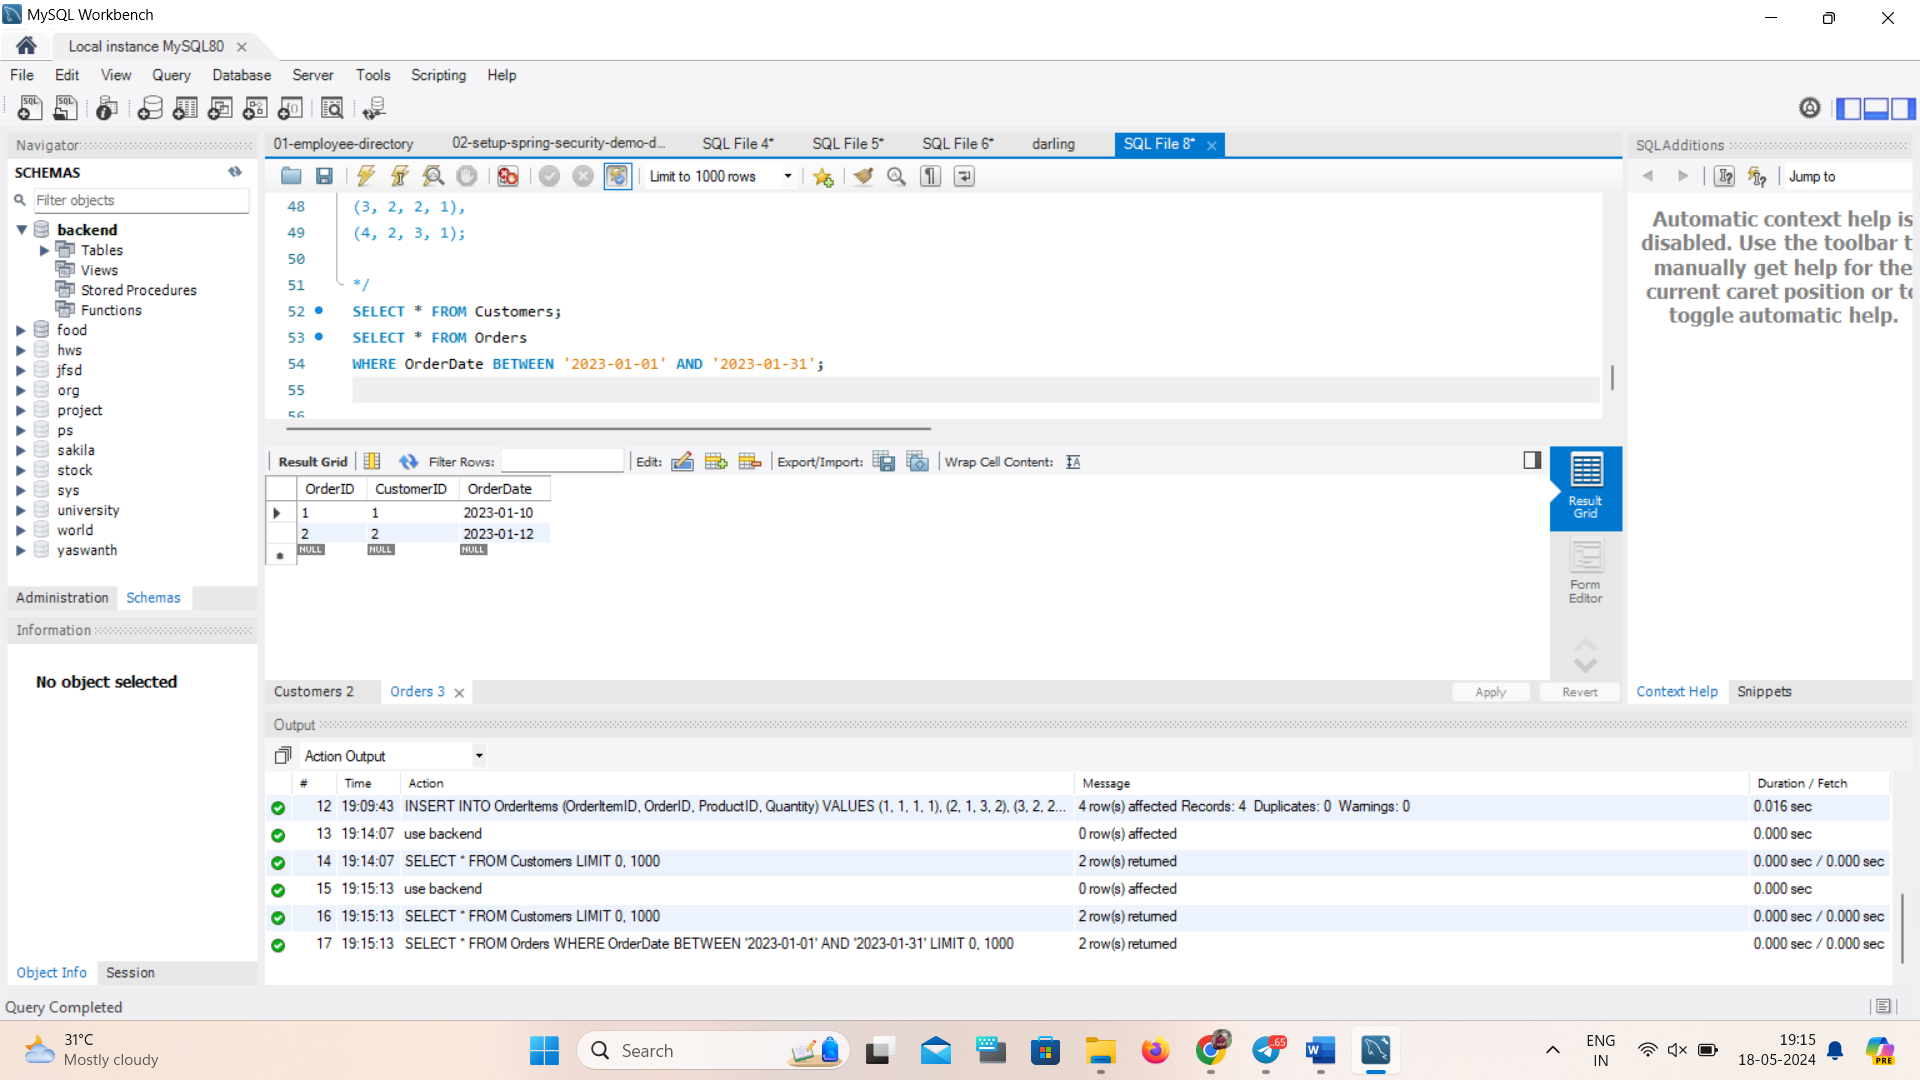 MySQL Workbench
Local instance MySQL80
File Edit View Query Database Server Tools Scripting Help
Navigator
SCHEMAS
Filter objects
backend
Tables
Views
Stored Procedures
Functions
food
hws
jfsd
org
project
ps
sakila
stock
sys
university
world
yaswanth
Administration Schemas
Information
No object selected
Object Info Session
Query Completed
01-employee-directory 02-setup-spring-security-demo-d... SQL File 4* SQL File 5* SQL File 6* darling SQL File 8*
Limit to 1000 rows
48 (3, 2, 2, 1),
49 (4, 2, 3, 1);
50
51 */
52 SELECT * FROM Customers;
53 SELECT * FROM Orders
54 WHERE OrderDate BETWEEN '2023-01-01' AND '2023-01-31';
55
56
Result Grid Filter Rows: Edit: Export/Import: Wrap Cell Content:
OrderID CustomerID OrderDate
1 1 2023-01-10
2 2 2023-01-12
NULL NULL NULL
Result
Grid
Form
Editor
Customers 2 Orders 3 Apply Revert
SQLAdditions
Jump to
Automatic context help is
disabled. Use the toolbar t
manually get help for the
current caret position or to
toggle automatic help.
Context Help Snippets
Output
Action Output
# Time Action Message Duration / Fetch
12 19:09:43 INSERT INTO OrderItems (OrderItemID, OrderID, ProductID, Quantity) VALUES (1, 1, 1, 1), (2, 1, 3, 2), (3, 2, 2... 4 row(s) affected Records: 4 Duplicates: 0 Warnings: 0 0.016 sec
13 19:14:07 use backend 0 row(s) affected 0.000 sec
14 19:14:07 SELECT * FROM Customers LIMIT 0, 1000 2 row(s) returned 0.000 sec / 0.000 sec
15 19:15:13 use backend 0 row(s) affected 0.000 sec
16 19:15:13 SELECT * FROM Customers LIMIT 0, 1000 2 row(s) returned 0.000 sec / 0.000 sec
17 19:15:13 SELECT * FROM Orders WHERE OrderDate BETWEEN '2023-01-01' AND '2023-01-31' LIMIT 0, 1000 2 row(s) returned 0.000 sec / 0.000 sec
31°C
Mostly cloudy
Search
65
ENG
IN
19:15
18-05-2024
PRE